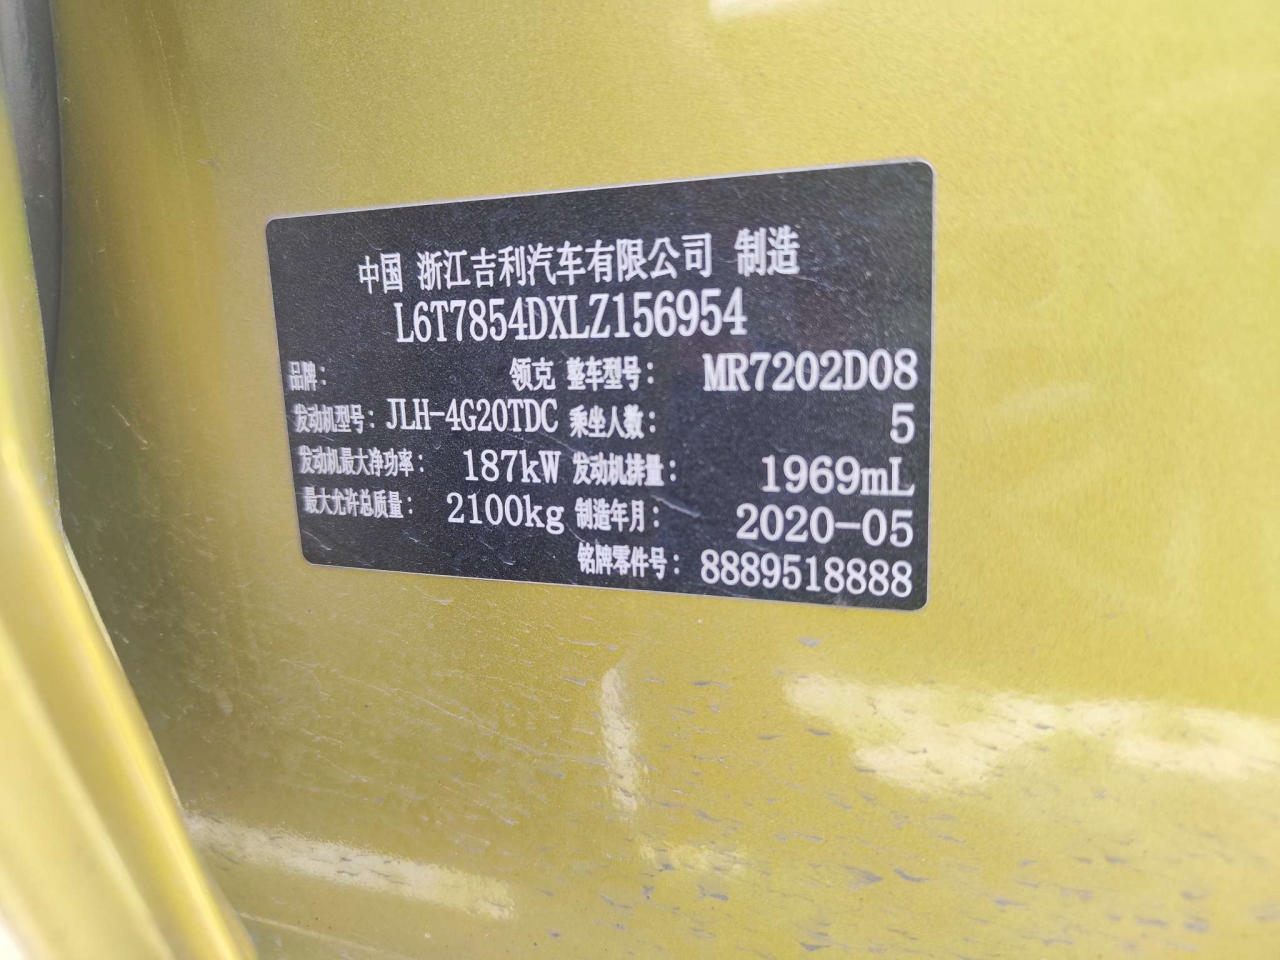 中国 浙江吉利汽车有限公司 制造
L6T7854DXLZ156954
品牌: 领克 整车型号: MR7202D08
发动机型号: JLH-4G20TDC 乘坐人数: 5
发动机最大净功率: 187kW 发动机排量: 1969mL
最大允许总质量: 2100kg 制造年月: 2020-05
铭牌零件号: 8889518888